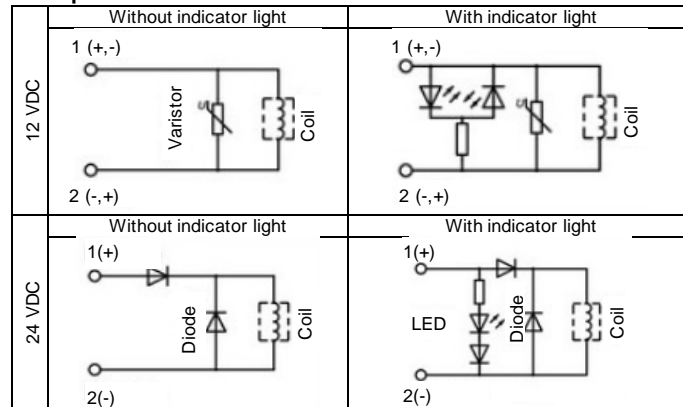 Without indicator light
With indicator light
12 VDC
1 (+,-)
Varistor
Coil
2 (-,+)
1 (+,-)
Coil
2 (-,+)
Without indicator light
With indicator light
24 VDC
1(+)
Diode
Coil
2(-)
1(+)
LED
Diode
Coil
2(-)